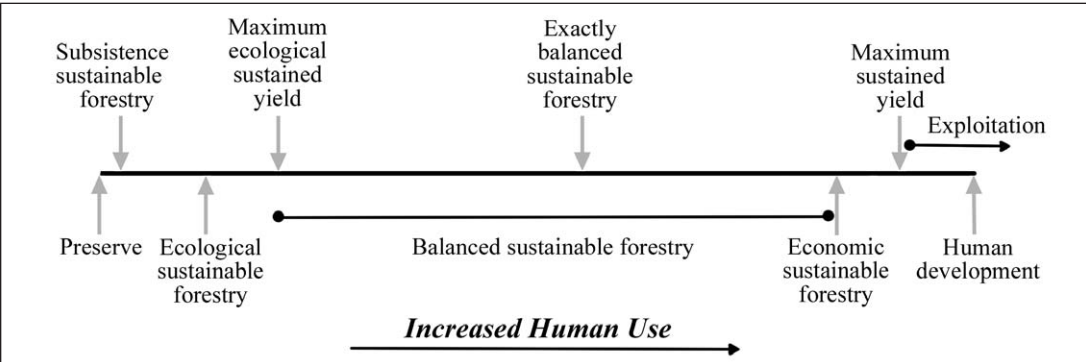 Subsistence
sustainable
forestry
Maximum
ecological
sustained
yield
Exactly
balanced
sustainable
forestry
Maximum
sustained
yield
Exploitation
Preserve
Ecological
sustainable
forestry
Balanced sustainable forestry
Economic
sustainable
forestry
Human
development
Increased Human Use